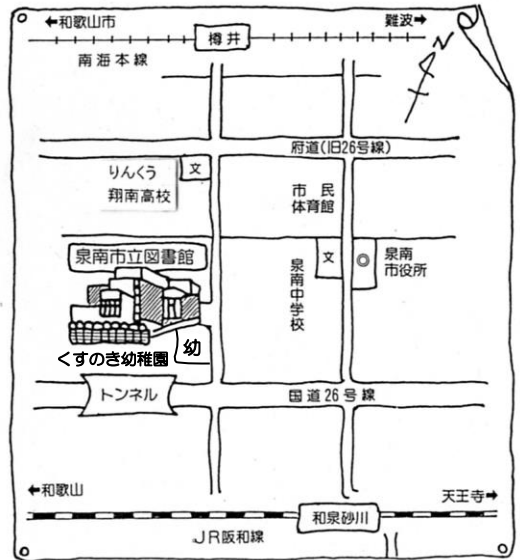 ←和歌山市
難波→
樽井
南海本線
N
府道(旧26号線)
文
りんくう
翔南高校
市民
体育館
泉南市立図書館
文
泉南中学校
泉南
市役所
幼
くすのき幼稚園
トンネル
国道26号線
←和歌山
天王寺→
和泉砂川
JR阪和線